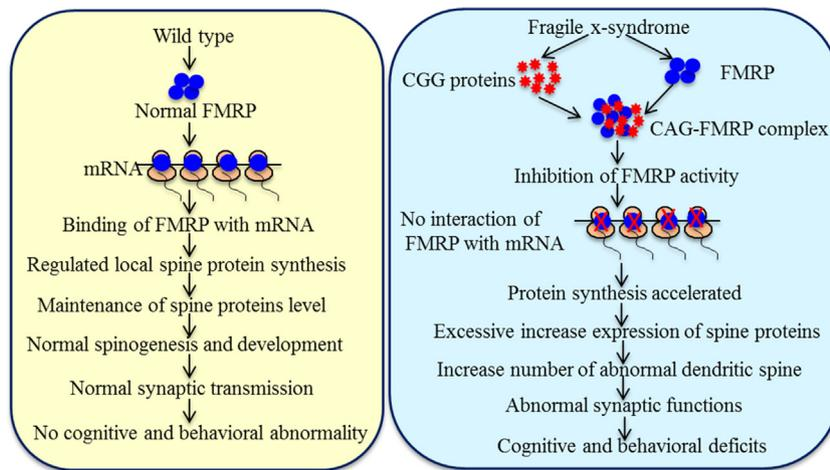 Wild type
Normal FMRP
mRNA
Binding of FMRP with mRNA
Regulated local spine protein synthesis
Maintenance of spine proteins level
Normal spinogenesis and development
Normal synaptic transmission
No cognitive and behavioral abnormality
Fragile x-syndrome
CGG proteins
FMRP
CAG-FMRP complex
Inhibition of FMRP activity
No interaction of
FMRP with mRNA
Protein synthesis accelerated
Excessive increase expression of spine proteins
Increase number of abnormal dendritic spine
Abnormal synaptic functions
Cognitive and behavioral deficits